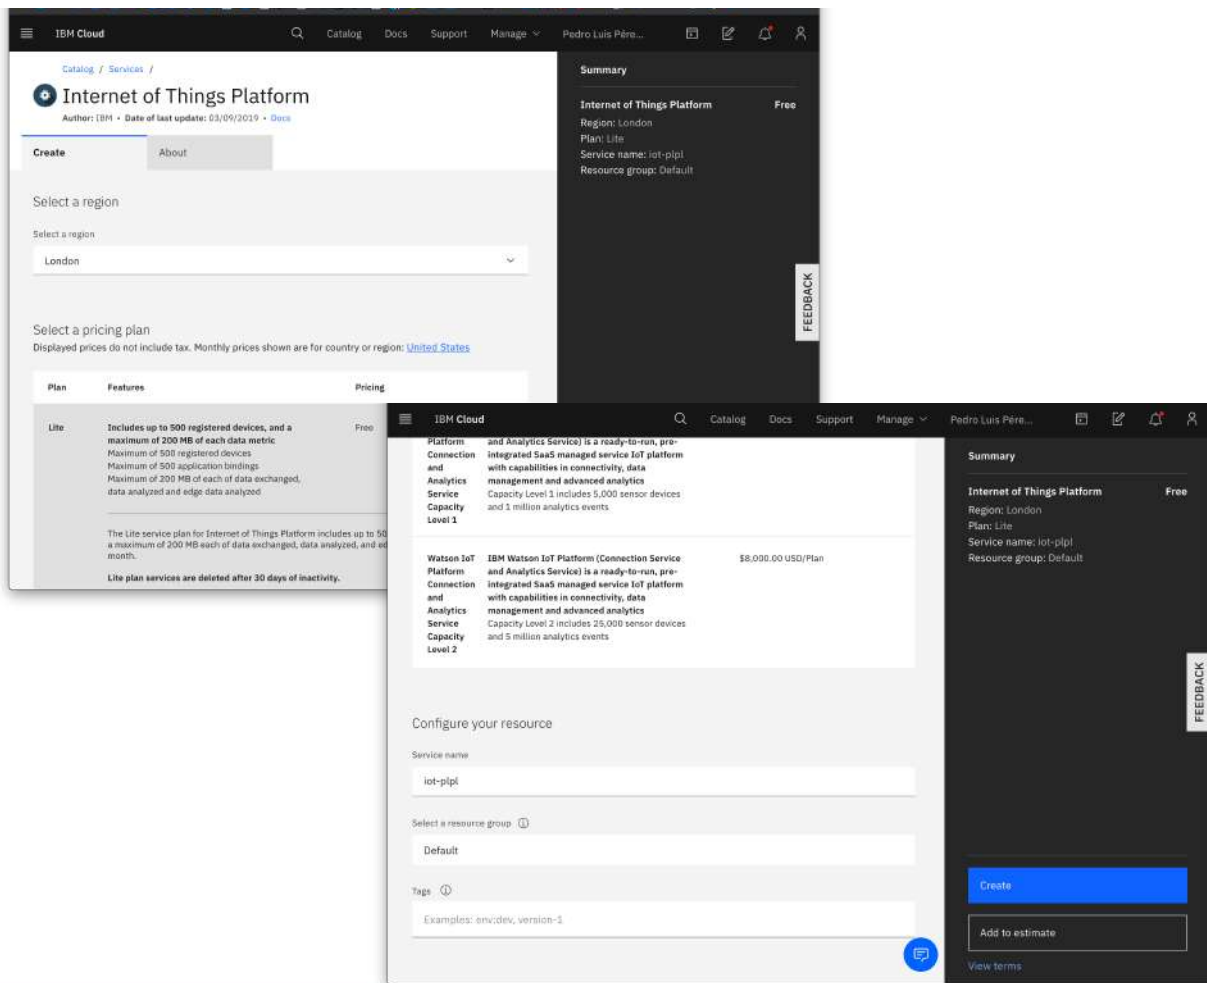 IBM Cloud
Catalog
Docs
Support
Manage
Pedro Luis Pére...
Catalog / Services /
Internet of Things Platform
Author: IBM • Date of last update: 03/09/2019 • Docs
Create
About
Select a region
Select a region
London
Select a pricing plan
Displayed prices do not include tax. Monthly prices shown are for country or region: United States
Plan
Features
Pricing
Lite
Includes up to 500 registered devices, and a
maximum of 200 MB of each data metric
Maximum of 500 registered devices
Maximum of 500 application bindings
Maximum of 200 MB of each of data exchanged,
data analyzed and edge data analyzed
Free
The Lite service plan for Internet of Things Platform includes up to 50
a maximum of 200 MB each of data exchanged, data analyzed, and ed
month.
Lite plan services are deleted after 30 days of inactivity.
Summary
Internet of Things Platform
Free
Region: London
Plan: Lite
Service name: iot-plpl
Resource group: Default
FEEDBACK
IBM Cloud
Catalog
Docs
Support
Manage
Pedro Luis Pére...
Platform
Connection
and
Analytics
Service
Capacity
Level 1
and Analytics Service) is a ready-to-run, pre-
integrated SaaS managed service IoT platform
with capabilities in connectivity, data
management and advanced analytics
Capacity Level 1 includes 5,000 sensor devices
and 1 million analytics events
Watson IoT
Platform
Connection
and
Analytics
Service
Capacity
Level 2
IBM Watson IoT Platform (Connection Service
and Analytics Service) is a ready-to-run, pre-
integrated SaaS managed service IoT platform
with capabilities in connectivity, data
management and advanced analytics
Capacity Level 2 includes 25,000 sensor devices
and 5 million analytics events
$8,000.00 USD/Plan
Configure your resource
Service name
iot-plpl
Select a resource group
Default
Tags
Examples: env:dev, version-1
Summary
Internet of Things Platform
Free
Region: London
Plan: Lite
Service name: iot-plpl
Resource group: Default
FEEDBACK
Create
Add to estimate
View terms